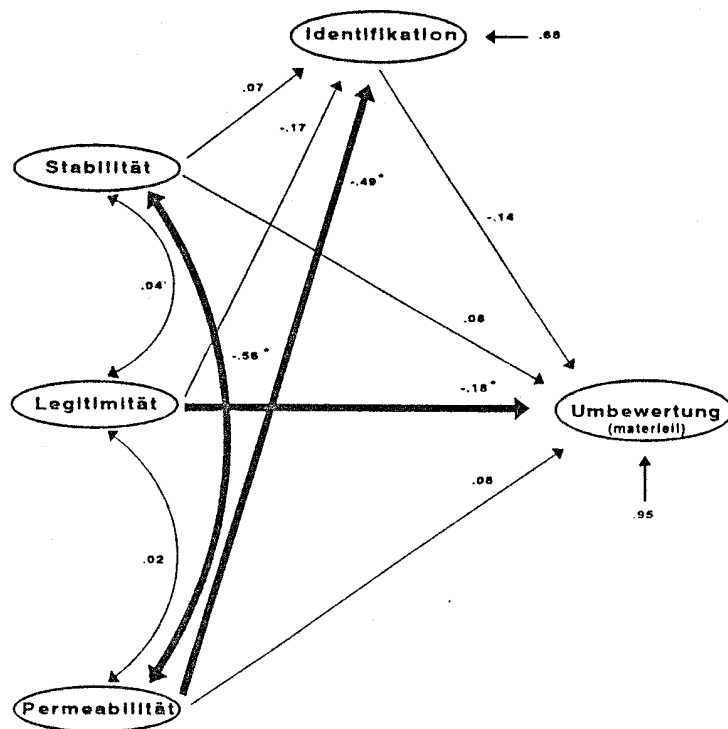 Identifikation
.68
.07
-.17
Stabilität
-.49*
-.14
.04
.08
-.56*
-.18*
Legitimität
Umbewertung
(materiell)
.08
.95
.02
Permeabilität